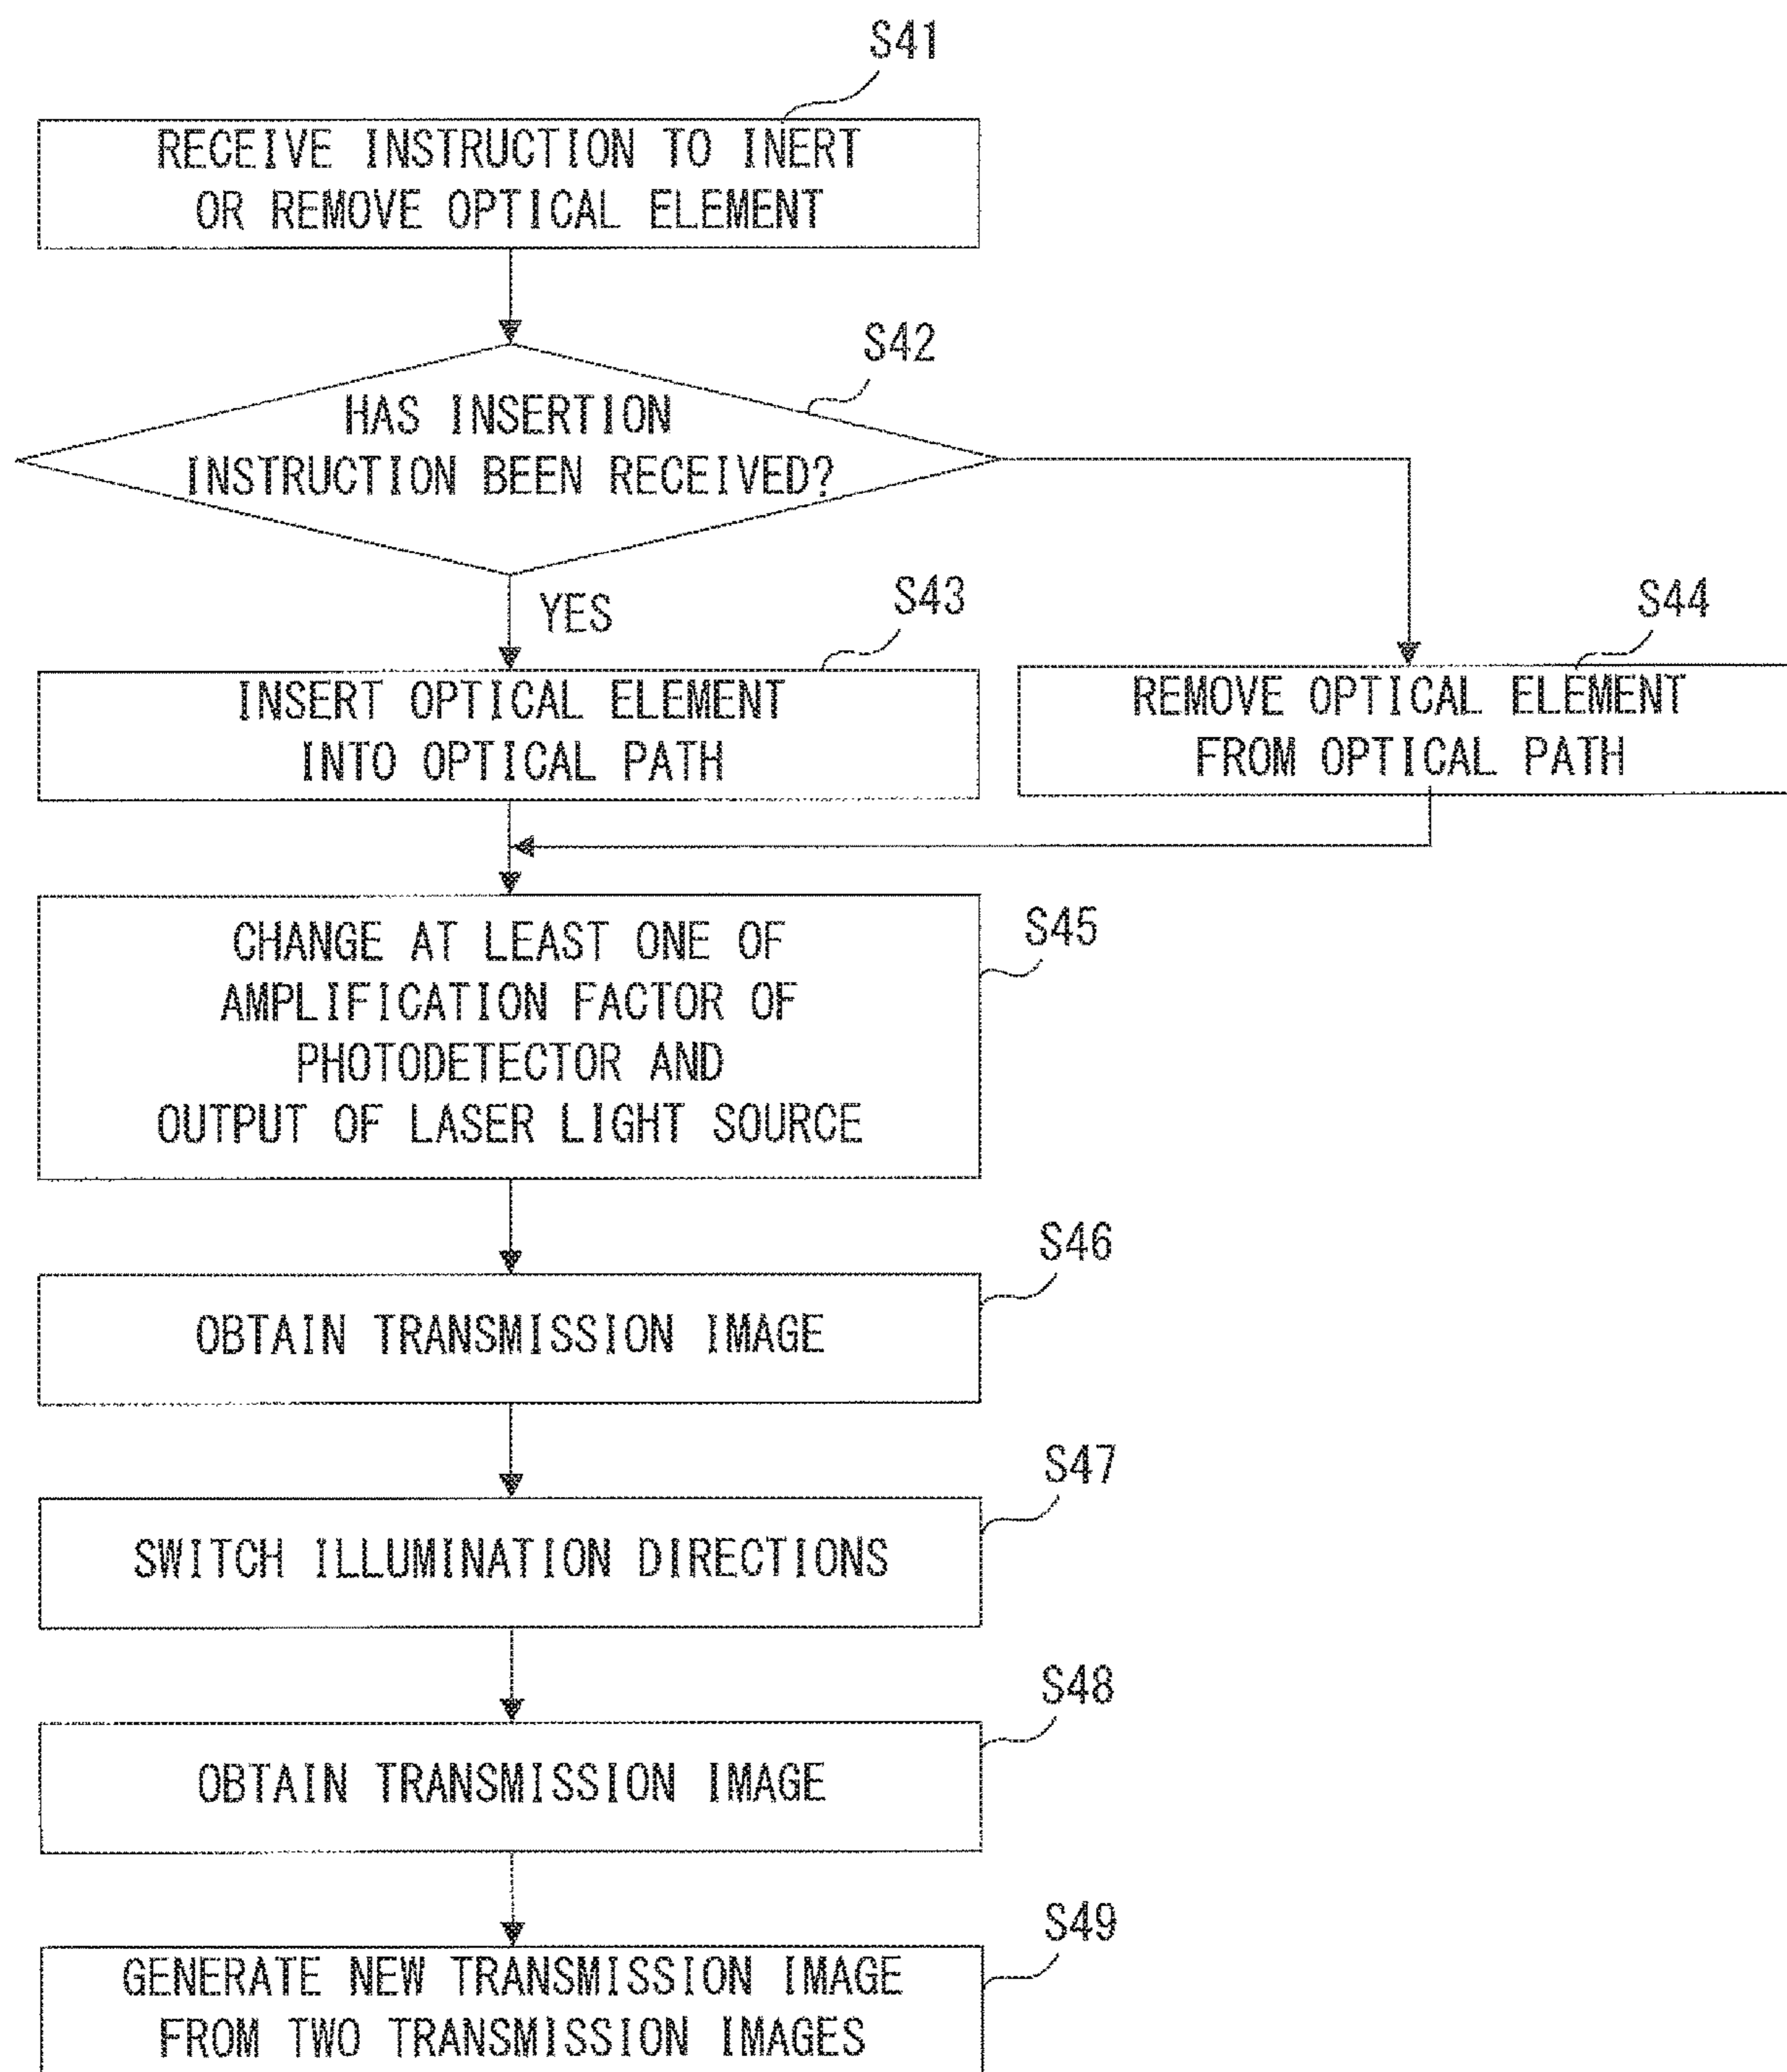 S41
RECEIVE INSTRUCTION TO INERT
OR REMOVE OPTICAL ELEMENT
S42
HAS INSERTION
INSTRUCTION BEEN RECEIVED?
YES
S43
INSERT OPTICAL ELEMENT
INTO OPTICAL PATH
S44
REMOVE OPTICAL ELEMENT
FROM OPTICAL PATH
S45
CHANGE AT LEAST ONE OF
AMPLIFICATION FACTOR OF
PHOTODETECTOR AND
OUTPUT OF LASER LIGHT SOURCE
S46
OBTAIN TRANSMISSION IMAGE
S47
SWITCH ILLUMINATION DIRECTIONS
S48
OBTAIN TRANSMISSION IMAGE
S49
GENERATE NEW TRANSMISSION IMAGE
FROM TWO TRANSMISSION IMAGES